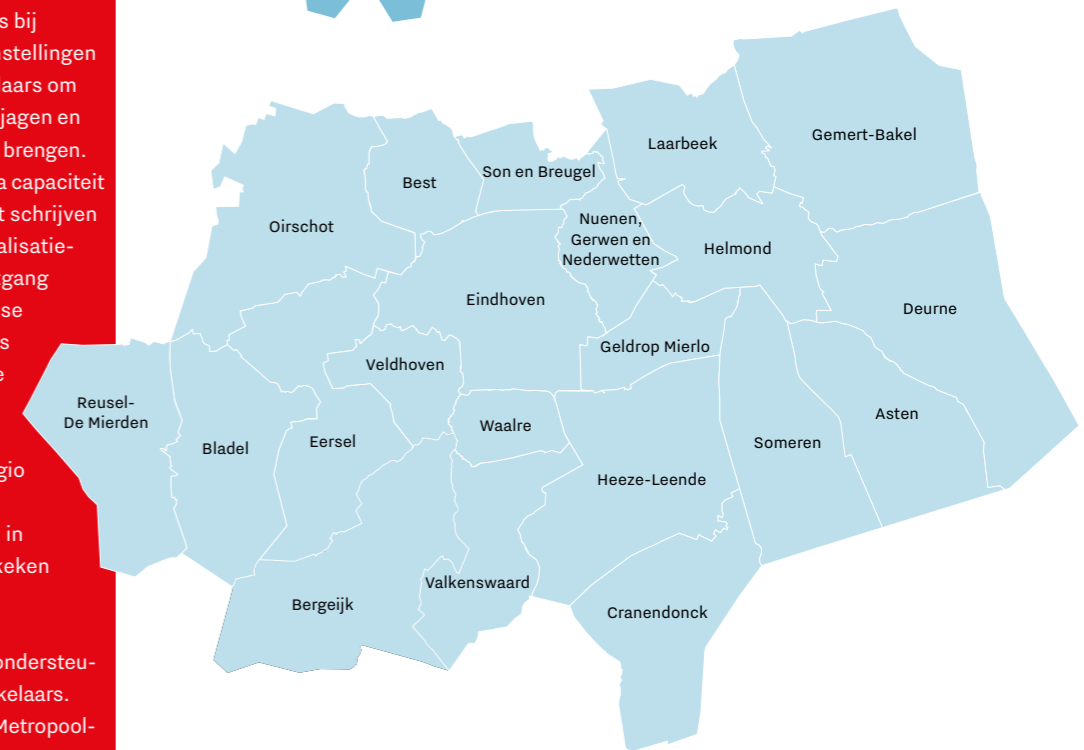 s bij
stellingen
aars om
jagen en
brengen.
a capaciteit
t schrijven
alisatie-
gang
se
s
e
gio
in
eken
ondersteu-
kelaars.
Metropool-
Gemert-Bakel
Laarbeek
Son en Breugel
Best
Oirschot
Nuenen,
Gerwen en
Nederwetten
Helmond
Eindhoven
Deurne
Geldrop Mierlo
Veldhoven
Reusel-
De Mierden
Asten
Waalre
Eersel
Someren
Bladel
Heeze-Leende
Valkenswaard
Bergeijk
Cranendonck